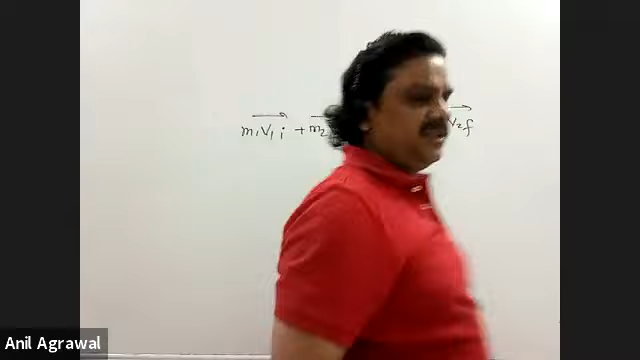 m₁v₁i + m₂ v₂f
Anil Agrawal